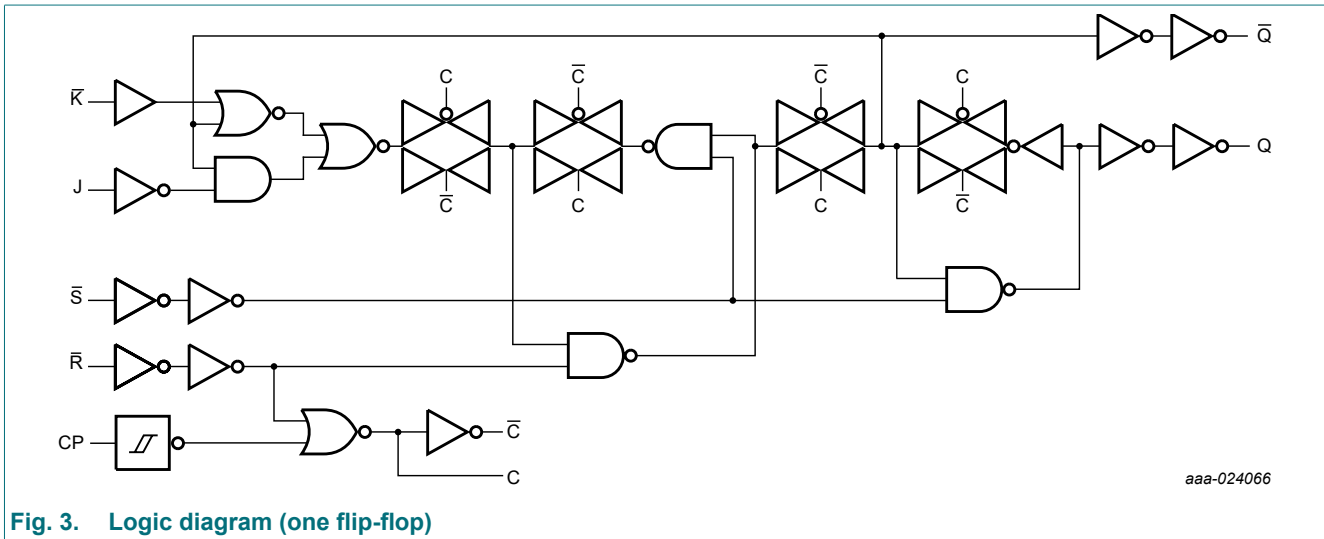 Q̅
C C̅ C̅ C
K̅
Q
J
C̅ C C C̅
S̅
R̅
CP
C̅
C
aaa-024066
Fig. 3. Logic diagram (one flip-flop)